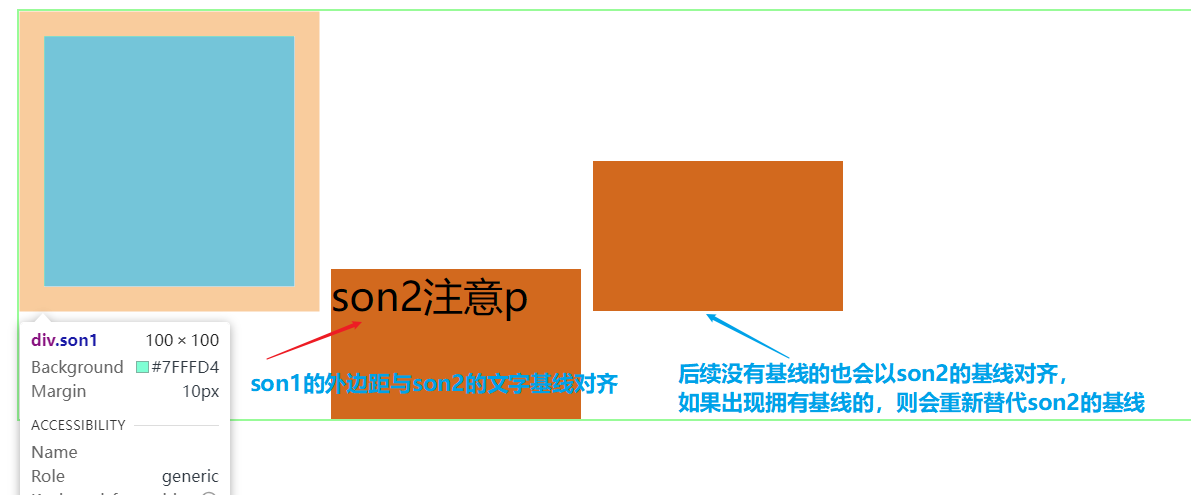 son2注意p
div.son1 100 × 100
Background #7FFFD4
Margin 10px
ACCESSIBILITY
Name
Role generic
son1的外边距与son2的文字基线对齐
后续没有基线的也会以son2的基线对齐，
如果出现拥有基线的，则会重新替代son2的基线